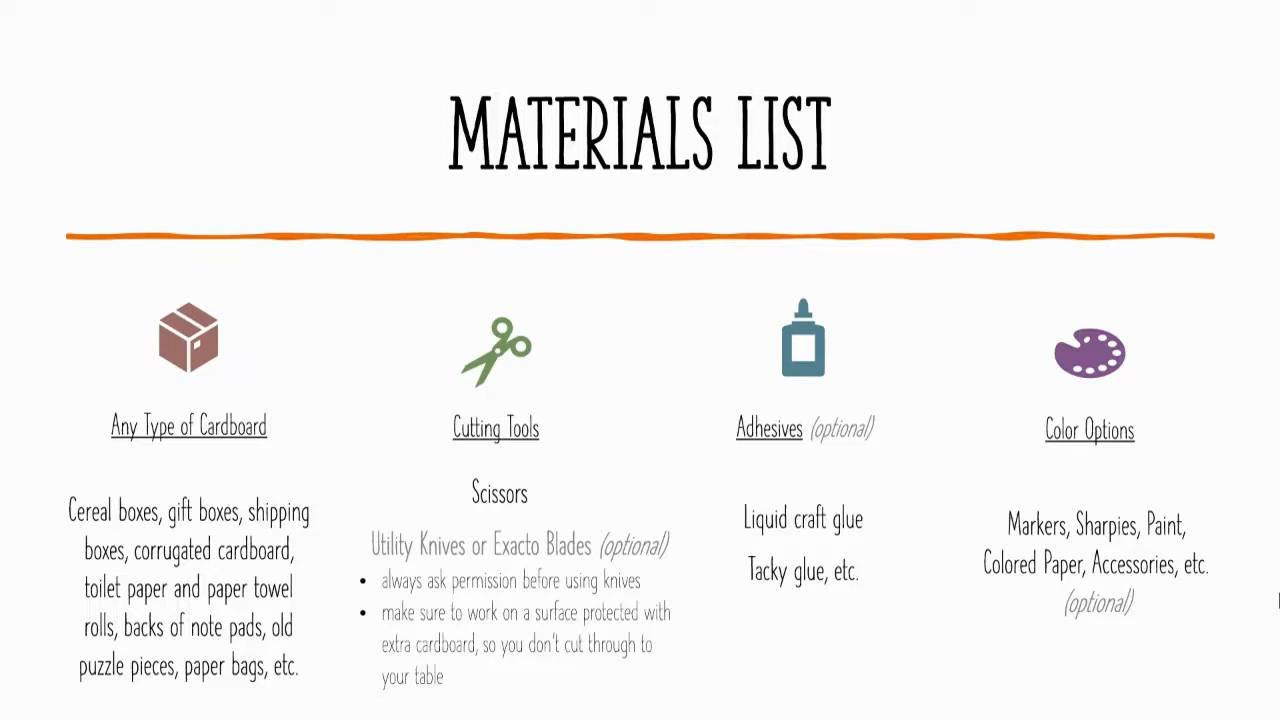 MATERIALS LIST
Any Type of Cardboard
Cereal boxes, gift boxes, shipping
boxes, corrugated cardboard,
toilet paper and paper towel
rolls, backs of note pads, old
puzzle pieces, paper bags, etc.
Cutting Tools
Scissors
Utility Knives or Exacto Blades (optional)
• always ask permission before using knives
• make sure to work on a surface protected with
extra cardboard, so you don't cut through to
your table
Adhesives (optional)
Liquid craft glue
Tacky glue, etc.
Color Options
Markers, Sharpies, Paint,
Colored Paper, Accessories, etc.
(optional)